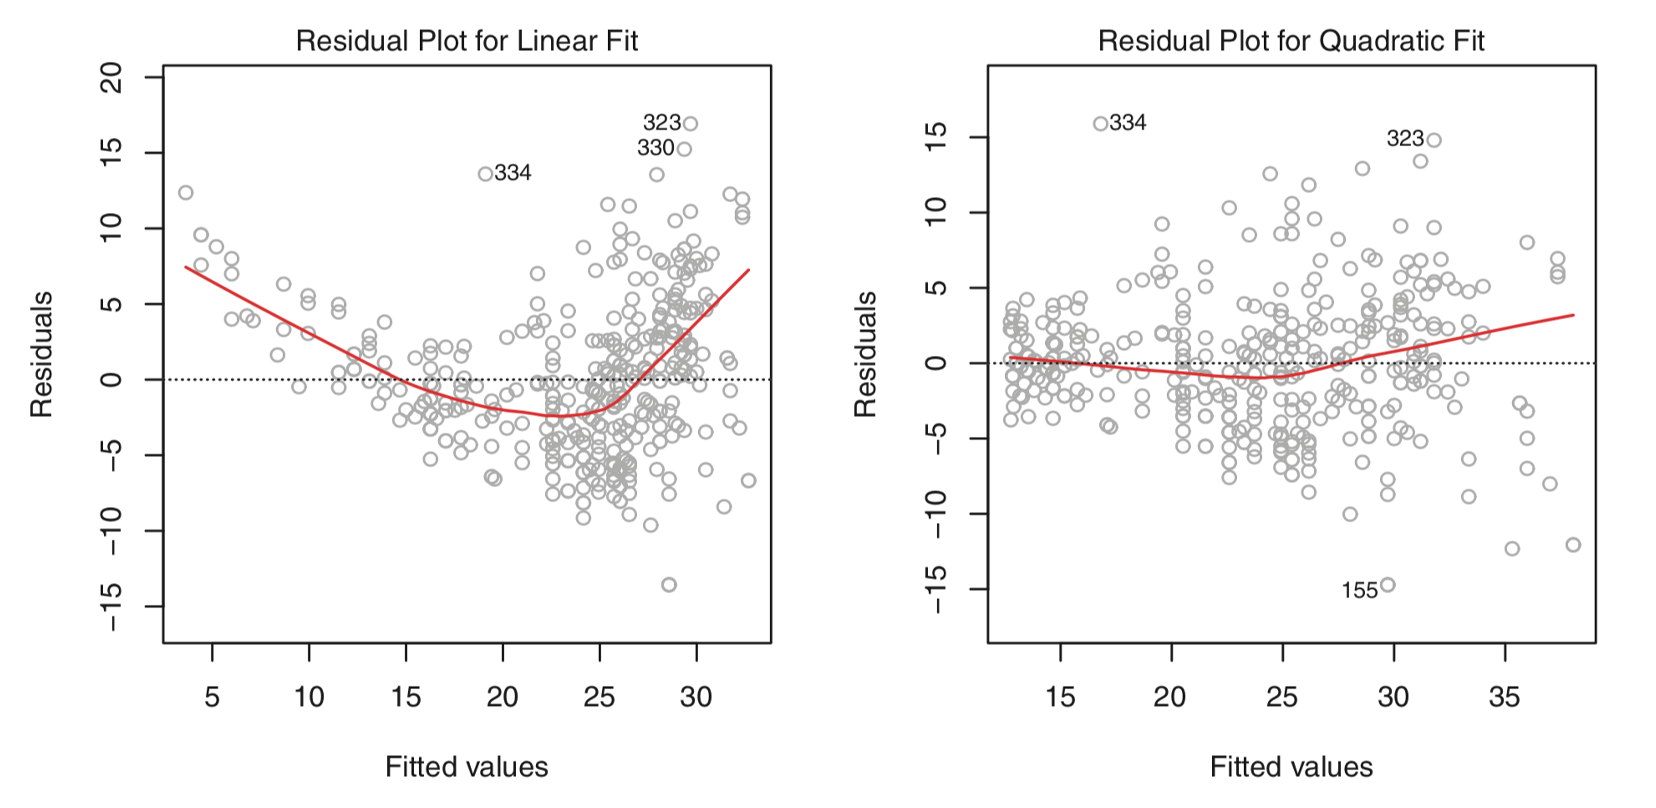 Residual Plot for Linear Fit
20
15
10
5
0
−5
−10
−15
323
330
334
5 10 15 20 25 30
Residuals
Fitted values
Residual Plot for Quadratic Fit
15
10
5
0
−5
−10
−15
334
323
155
15 20 25 30 35
Residuals
Fitted values